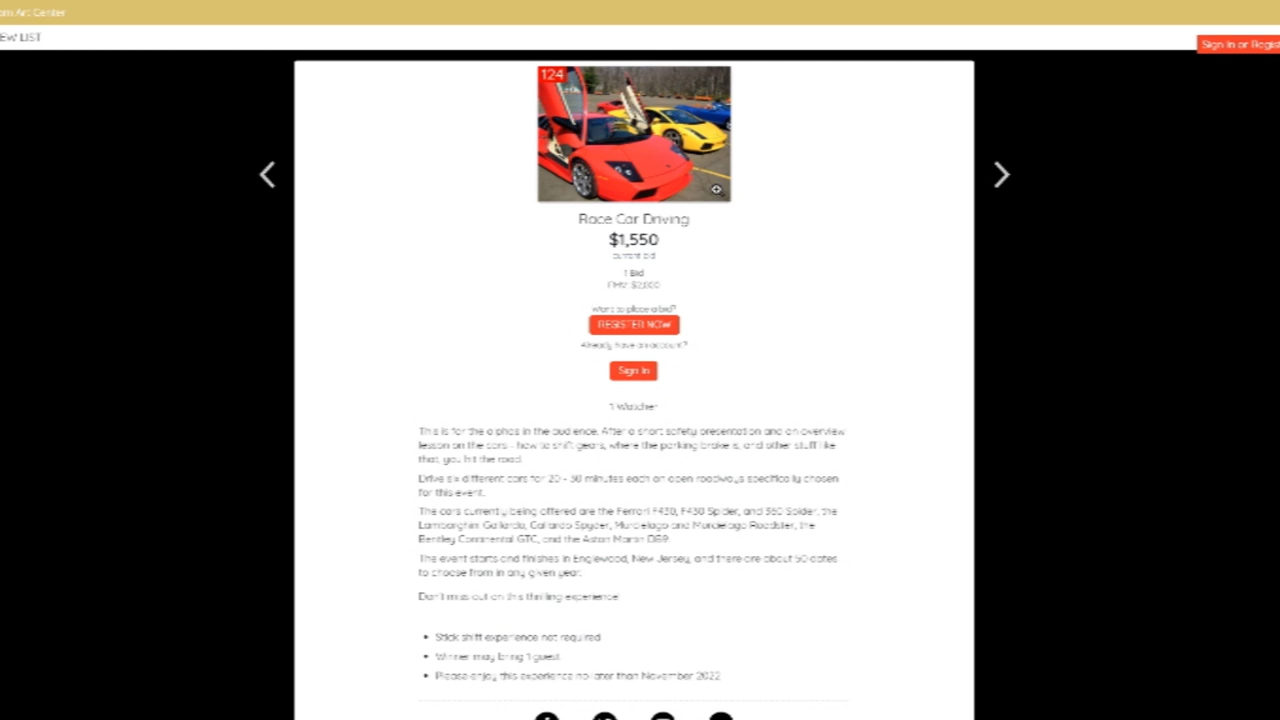 om Art Center
EW LIST
Sign In or Regist
124
Race Car Driving
$1,550
current bid
1 Bid
FMV: $2,000
Want to place a bid?
REGISTER NOW
Already have an account?
Sign In
1 Watcher
This is for the alphas in the audience. After a short safety presentation and an overview
lesson on the cars - how to shift gears, where the parking brake is, and other stuff like
that, you hit the road.
Drive six different cars for 20 - 30 minutes each on open roadways specifically chosen
for this event.
The cars currently being offered are the Ferrari F430, F430 Spider, and 360 Spider, the
Lamborghini Gallardo, Gallardo Spyder, Murcielago and Murcielago Roadster, the
Bentley Continental GTC, and the Aston Martin DB9.
The event starts and finishes in Englewood, New Jersey, and there are about 50 dates
to choose from in any given year.
Don't miss out on this thrilling experience!
• Stick shift experience not required
• Winner may bring 1 guest
• Please enjoy this experience no later than November 2022